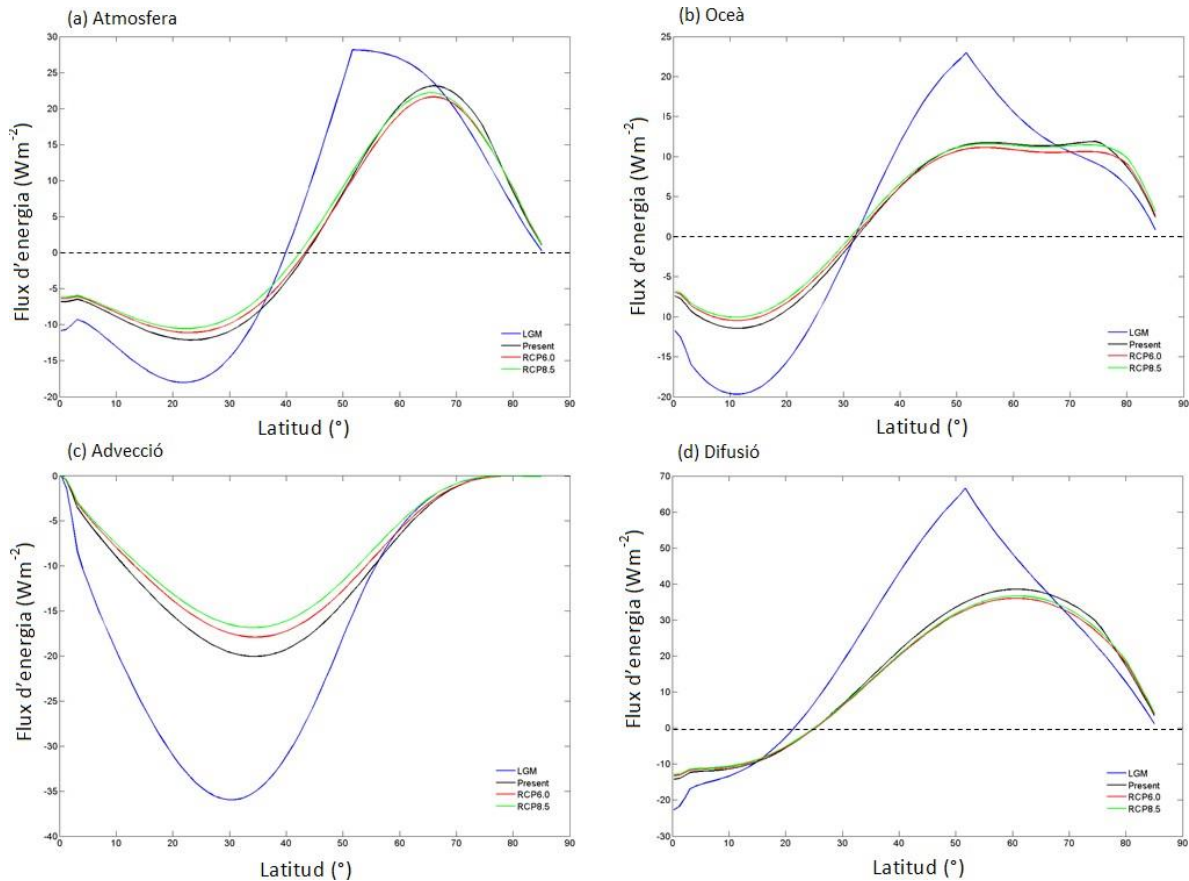 (a) Atmosfera
Flux d'energia (Wm-2)
30
25
20
15
10
5
0
-5
-10
-15
-20
0 10 20 30 40 50 60 70 80 90
Latitud (°)
LGM
Present
RCP6.0
RCP8.5
(b) Oceà
Flux d'energia (Wm-2)
25
20
15
10
5
0
-5
-10
-15
-20
0 10 20 30 40 50 60 70 80 90
Latitud (°)
LGM
Present
RCP6.0
RCP8.5
(c) Advecció
Flux d'energia (Wm-2)
0
-5
-10
-15
-20
-25
-30
-35
-40
0 10 20 30 40 50 60 70 80 90
Latitud (°)
LGM
Present
RCP6.0
RCP8.5
(d) Difusió
Flux d'energia (Wm-2)
70
60
50
40
30
20
10
0
-10
-20
-30
0 10 20 30 40 50 60 70 80 90
Latitud (°)
LGM
Present
RCP6.0
RCP8.5